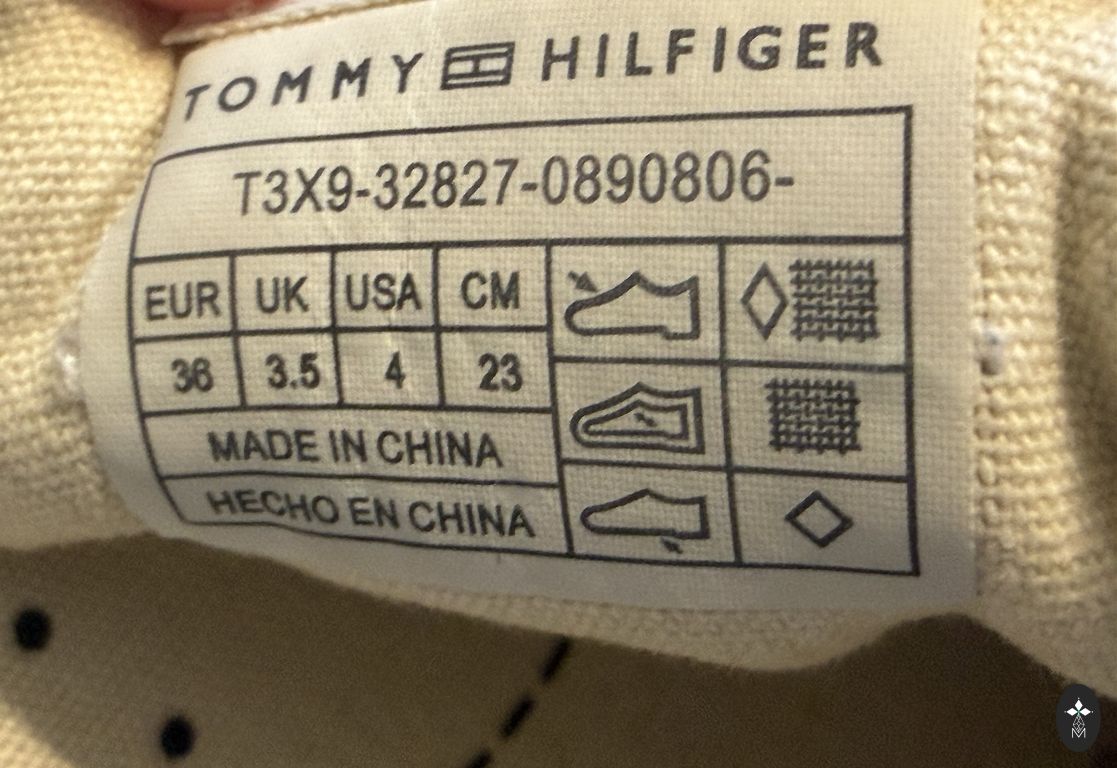 TOMMY HILFIGER
T3X9-32827-0890806-
EUR UK USA CM
36 3.5 4 23
MADE IN CHINA
HECHO EN CHINA
M